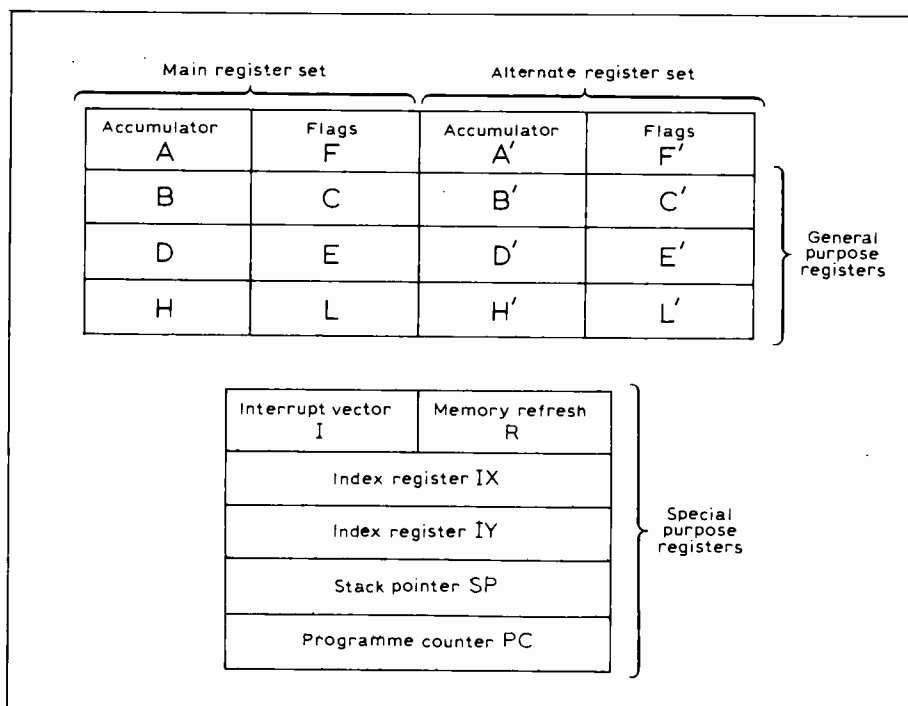 Main register set
Alternate register set
Accumulator
A
Flags
F
Accumulator
A′
Flags
F′
B
C
B′
C′
D
E
D′
E′
H
L
H′
L′
General
purpose
registers
Interrupt vector
I
Memory refresh
R
Index register IX
Index register IY
Stack pointer SP
Programme counter PC
Special
purpose
registers